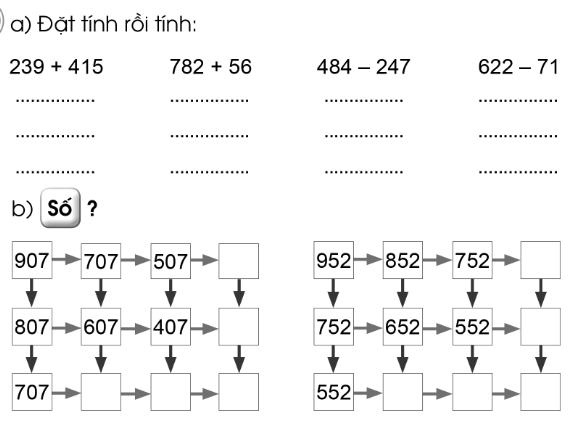 a) Đặt tính rồi tính:
239 + 415 782 + 56 484 – 247 622 – 71
................ ................ ................ ................
................ ................ ................ ................
................ ................ ................ ................
b) Số ?
907 707 507 952 852 752
807 607 407 752 652 552
707 552